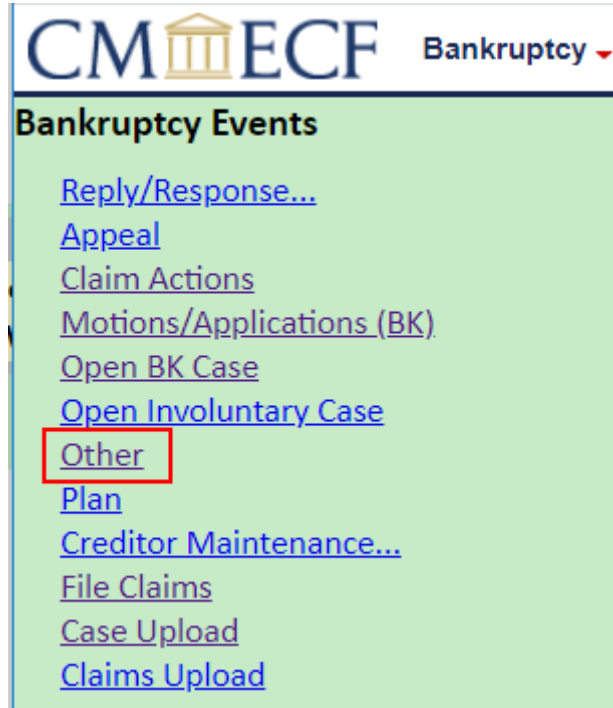 CM ECF Bankruptcy
Bankruptcy Events
Reply/Response...
Appeal
Claim Actions
Motions/Applications (BK)
Open BK Case
Open Involuntary Case
Other
Plan
Creditor Maintenance...
File Claims
Case Upload
Claims Upload